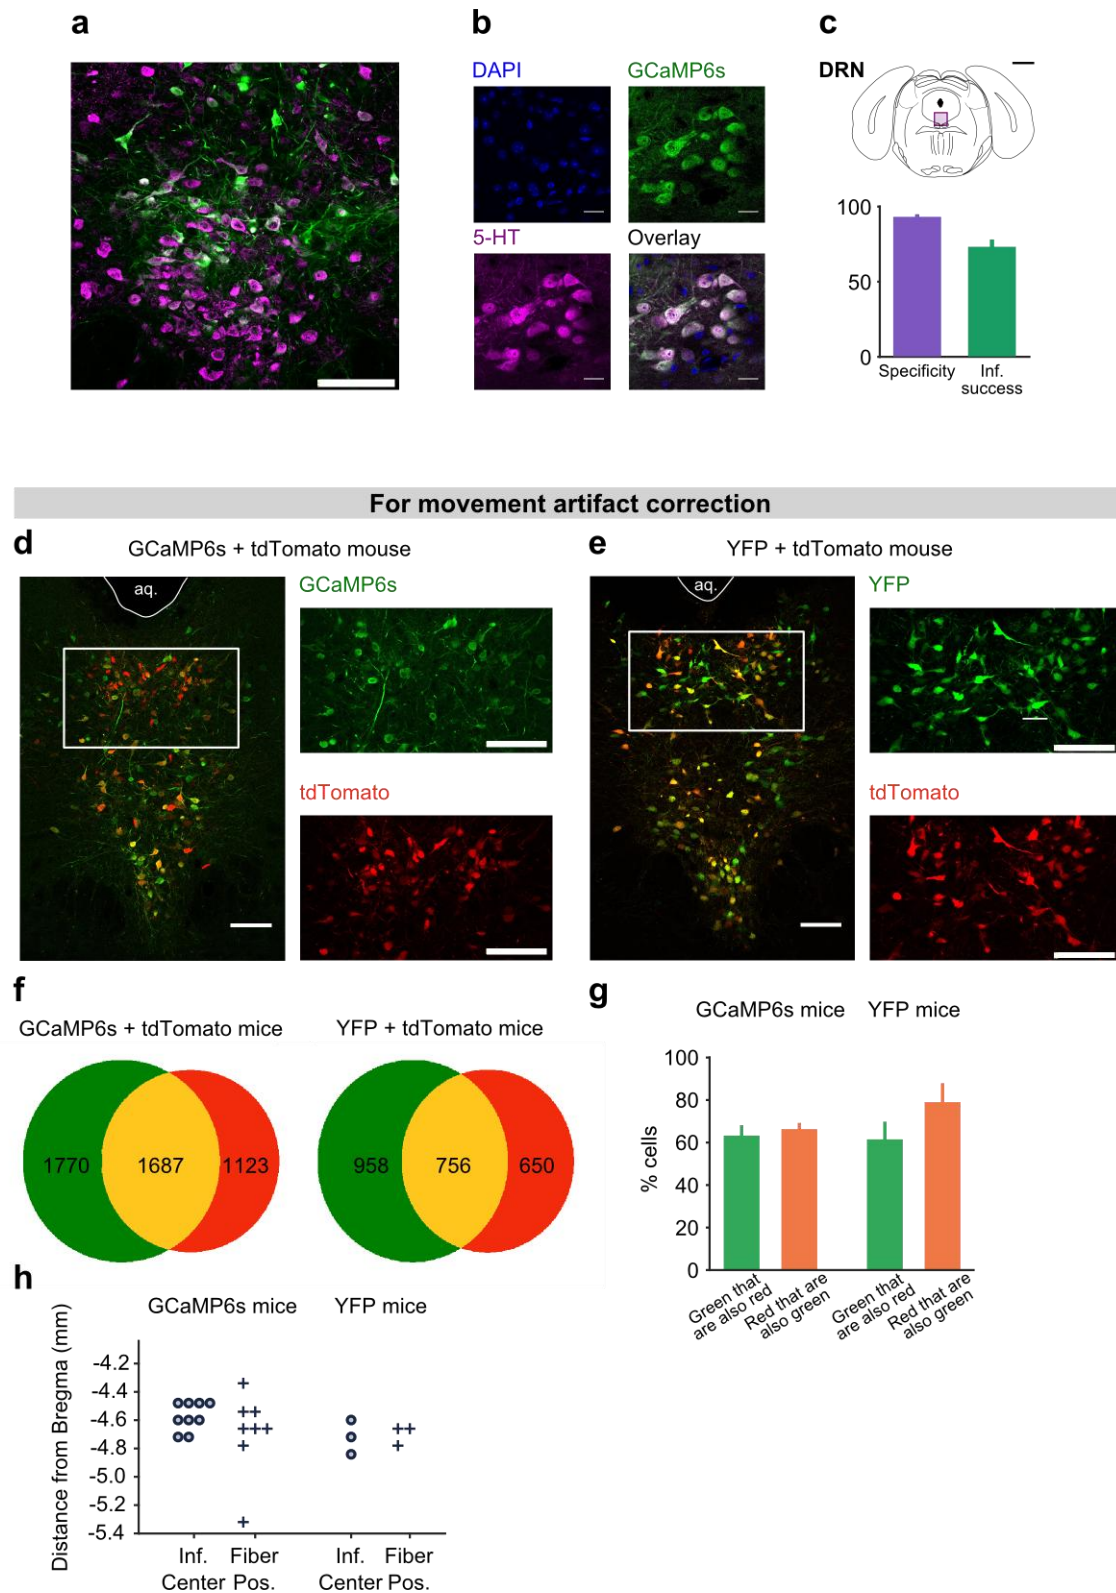 a
b
DAPI
GCaMP6s
5-HT
Overlay
c
DRN
100
50
0
Specificity
Inf.
success
For movement artifact correction
d
GCaMP6s + tdTomato mouse
aq.
GCaMP6s
tdTomato
e
YFP + tdTomato mouse
aq.
YFP
tdTomato
f
GCaMP6s + tdTomato mice
YFP + tdTomato mice
1770
1687
1123
958
756
650
g
GCaMP6s mice
YFP mice
% cells
100
80
60
40
20
0
Green that
are also red
Red that are
also green
Green that
are also red
Red that are
also green
h
GCaMP6s mice
YFP mice
Distance from Bregma (mm)
-4.2
-4.4
-4.6
-4.8
-5.0
-5.2
-5.4
Inf.
Center
Fiber
Pos.
Inf.
Center
Fiber
Pos.